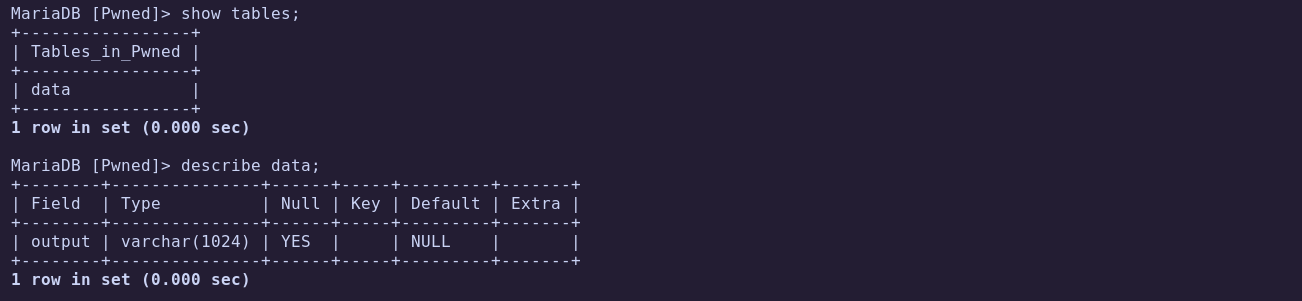 MariaDB [Pwned]> show tables;
+-----------------+
| Tables_in_Pwned |
+-----------------+
| data            |
+-----------------+
1 row in set (0.000 sec)

MariaDB [Pwned]> describe data;
+--------+---------------+------+-----+---------+-------+
| Field  | Type          | Null | Key | Default | Extra |
+--------+---------------+------+-----+---------+-------+
| output | varchar(1024) | YES  |     | NULL    |       |
+--------+---------------+------+-----+---------+-------+
1 row in set (0.000 sec)